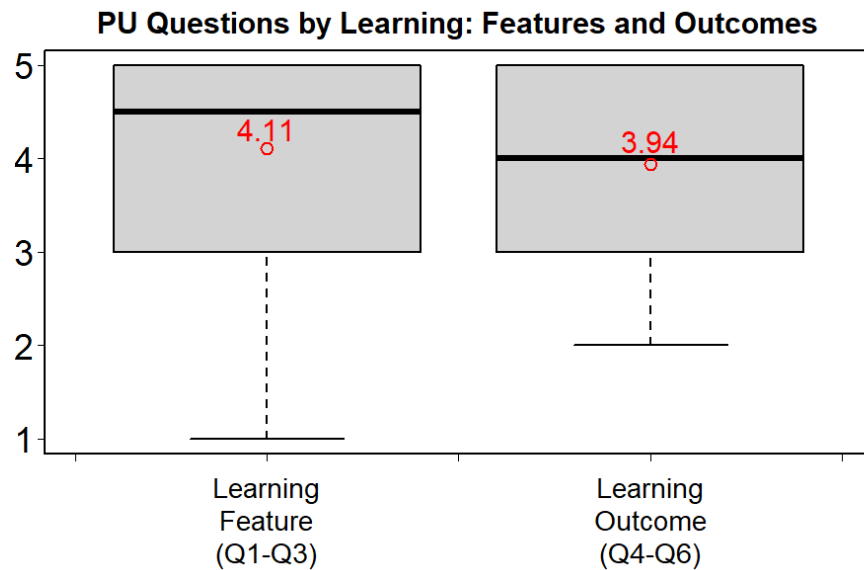 PU Questions by Learning: Features and Outcomes
5
4
3
2
1
4.11
3.94
Learning
Feature
(Q1-Q3)
Learning
Outcome
(Q4-Q6)